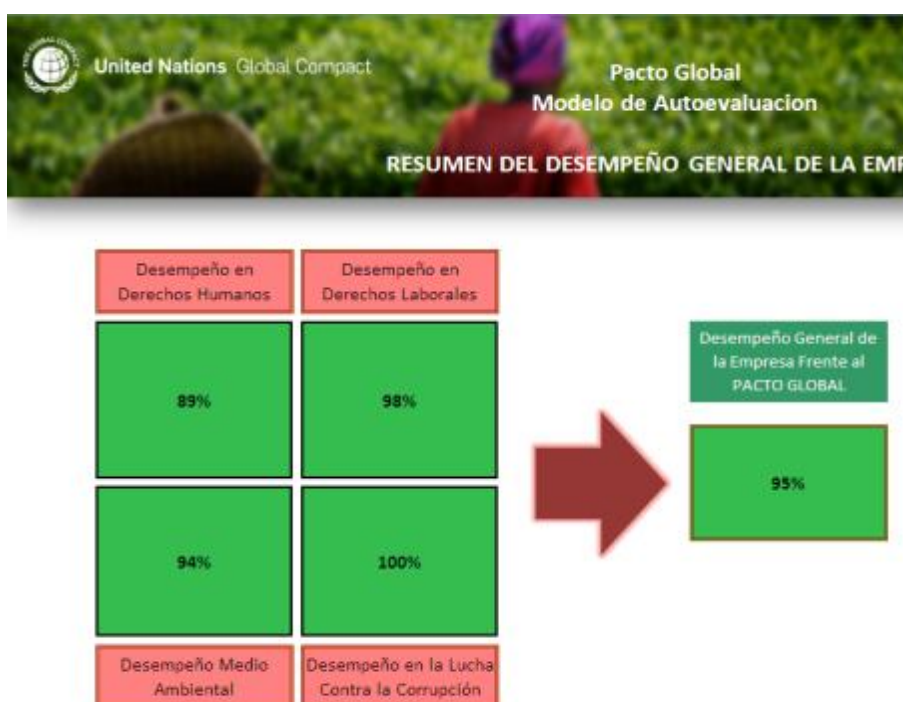 United Nations Global Compact
Pacto Global
Modelo de Autoevaluacion
RESUMEN DEL DESEMPEÑO GENERAL DE LA
Desempeño en
Derechos Humanos
Desempeño en
Derechos Laborales
89%
98%
94%
100%
Desempeño Medio
Ambiental
Desempeño en la Lucha
Contra la Corrupción
Desempeño General de
la Empresa Frente al
PACTO GLOBAL
95%